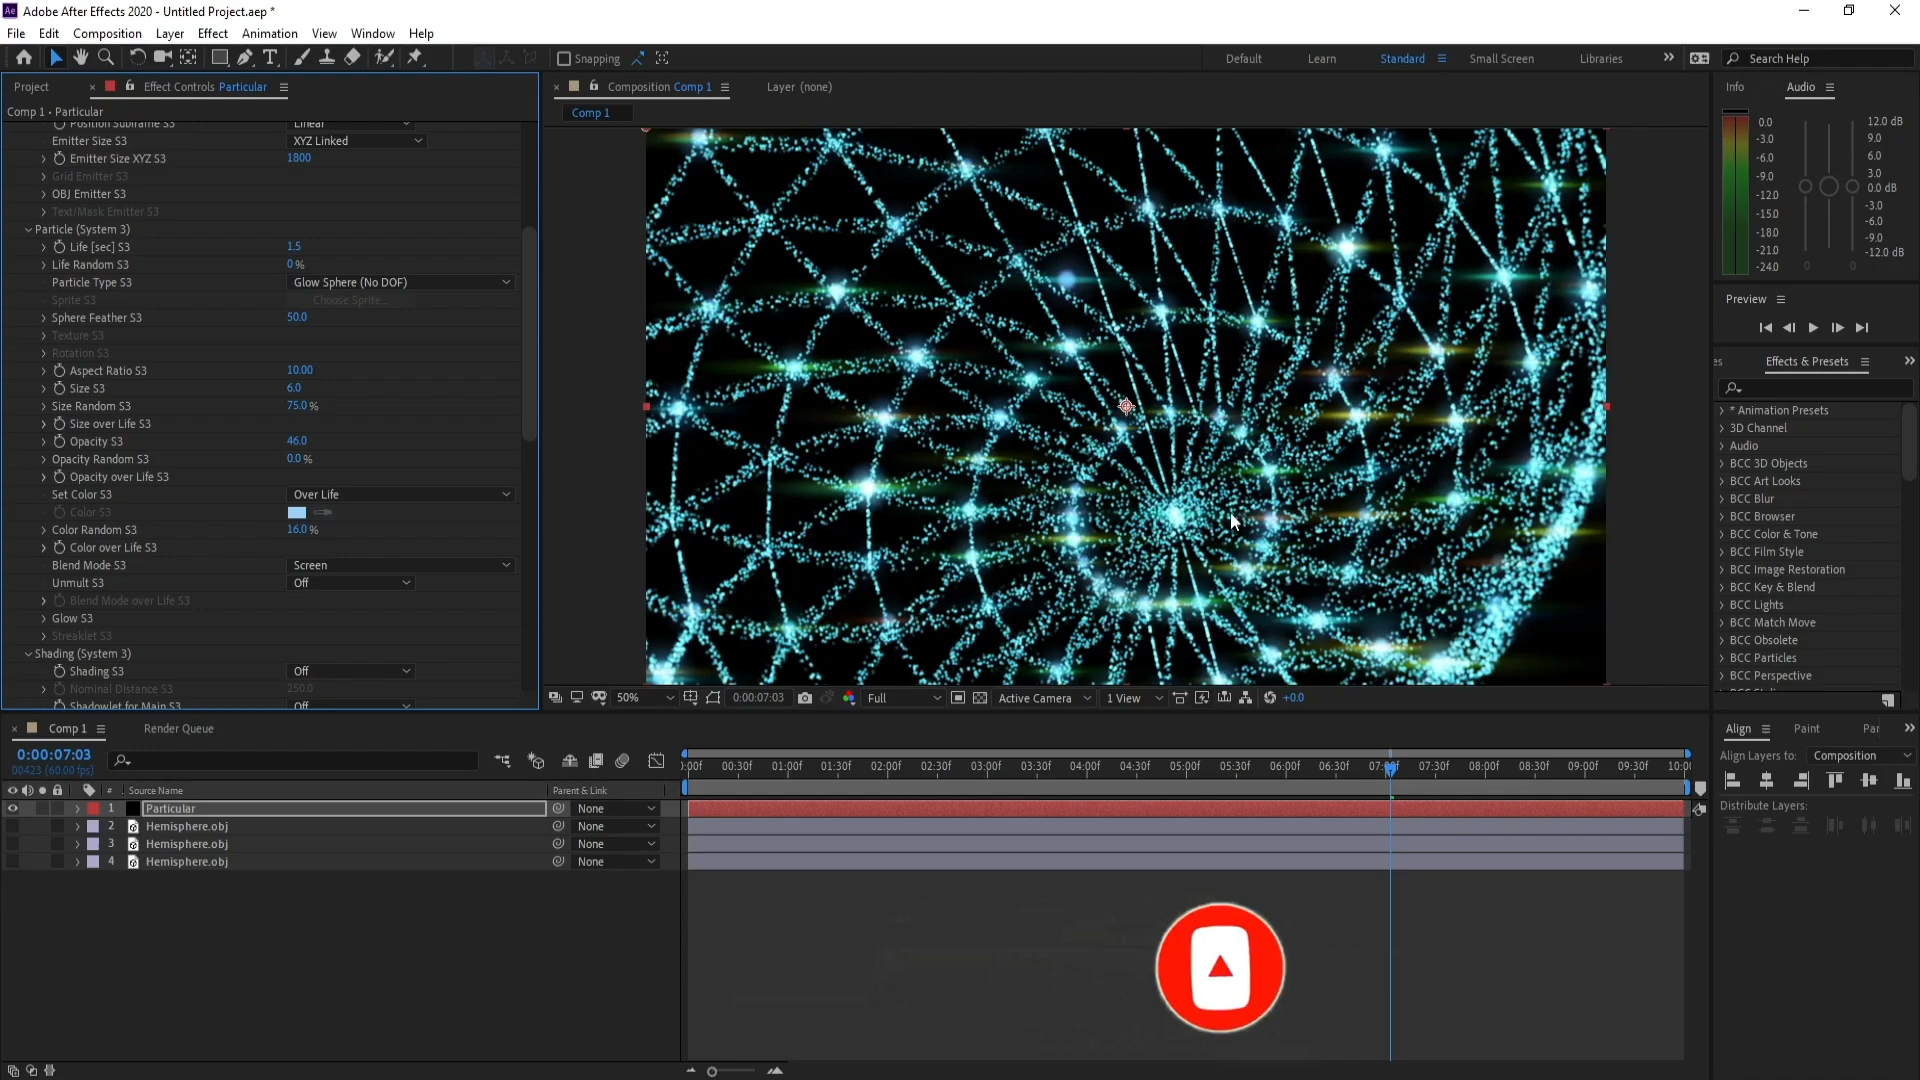 Ae Adobe After Effects 2020 - Untitled Project.aep *
File Edit Composition Layer Effect Animation View Window Help
Snapping Default Learn Standard Small Screen Libraries Search Help
Project Effect Controls Particular Composition Comp 1 Layer (none) Info Audio
Comp 1 • Particular
Comp 1
Position Subframe S3 Linear
Emitter Size S3 XYZ Linked
Emitter Size XYZ S3 1800
Grid Emitter S3
OBJ Emitter S3
Text/Mask Emitter S3
Particle (System 3)
Life [sec] S3 1.5
Life Random S3 0 %
Particle Type S3 Glow Sphere (No DOF)
Sprite S3 Choose Sprite...
Sphere Feather S3 50.0
Texture S3
Rotation S3
Aspect Ratio S3 10.00
Size S3 6.0
Size Random S3 75.0 %
Size over Life S3
Opacity S3 46.0
Opacity Random S3 0.0 %
Opacity over Life S3
Set Color S3 Over Life
Color S3
Color Random S3 16.0 %
Color over Life S3
Blend Mode S3 Screen
Unmult S3 Off
Blend Mode over Life S3
Glow S3
Streaklet S3
Shading (System 3)
Shading S3 Off
Nominal Distance S3 250.0
Shadowlet for Main S3 Off
0.0
-3.0
-6.0
-9.0
-12.0
-15.0
-18.0
-21.0
-24.0
12.0 dB
9.0
6.0
3.0
0.0 dB
-3.0
-6.0
-9.0
-12.0 dB
0 0
Preview
es Effects & Presets
* Animation Presets
3D Channel
Audio
BCC 3D Objects
BCC Art Looks
BCC Blur
BCC Browser
BCC Color & Tone
BCC Film Style
BCC Image Restoration
BCC Key & Blend
BCC Lights
BCC Match Move
BCC Obsolete
BCC Particles
BCC Perspective
50% 0:00:07:03 Full Active Camera 1 View +0.0
Comp 1 Render Queue
0:00:07:03
00423 (60.00 fps)
:00f 00:30f 01:00f 01:30f 02:00f 02:30f 03:00f 03:30f 04:00f 04:30f 05:00f 05:30f 06:00f 06:30f 07:00f 07:30f 08:00f 08:30f 09:00f 09:30f 10:0
# Source Name Parent & Link
1 Particular None
2 Hemisphere.obj None
3 Hemisphere.obj None
4 Hemisphere.obj None
Align Paint Par
Align Layers to: Composition
Distribute Layers: